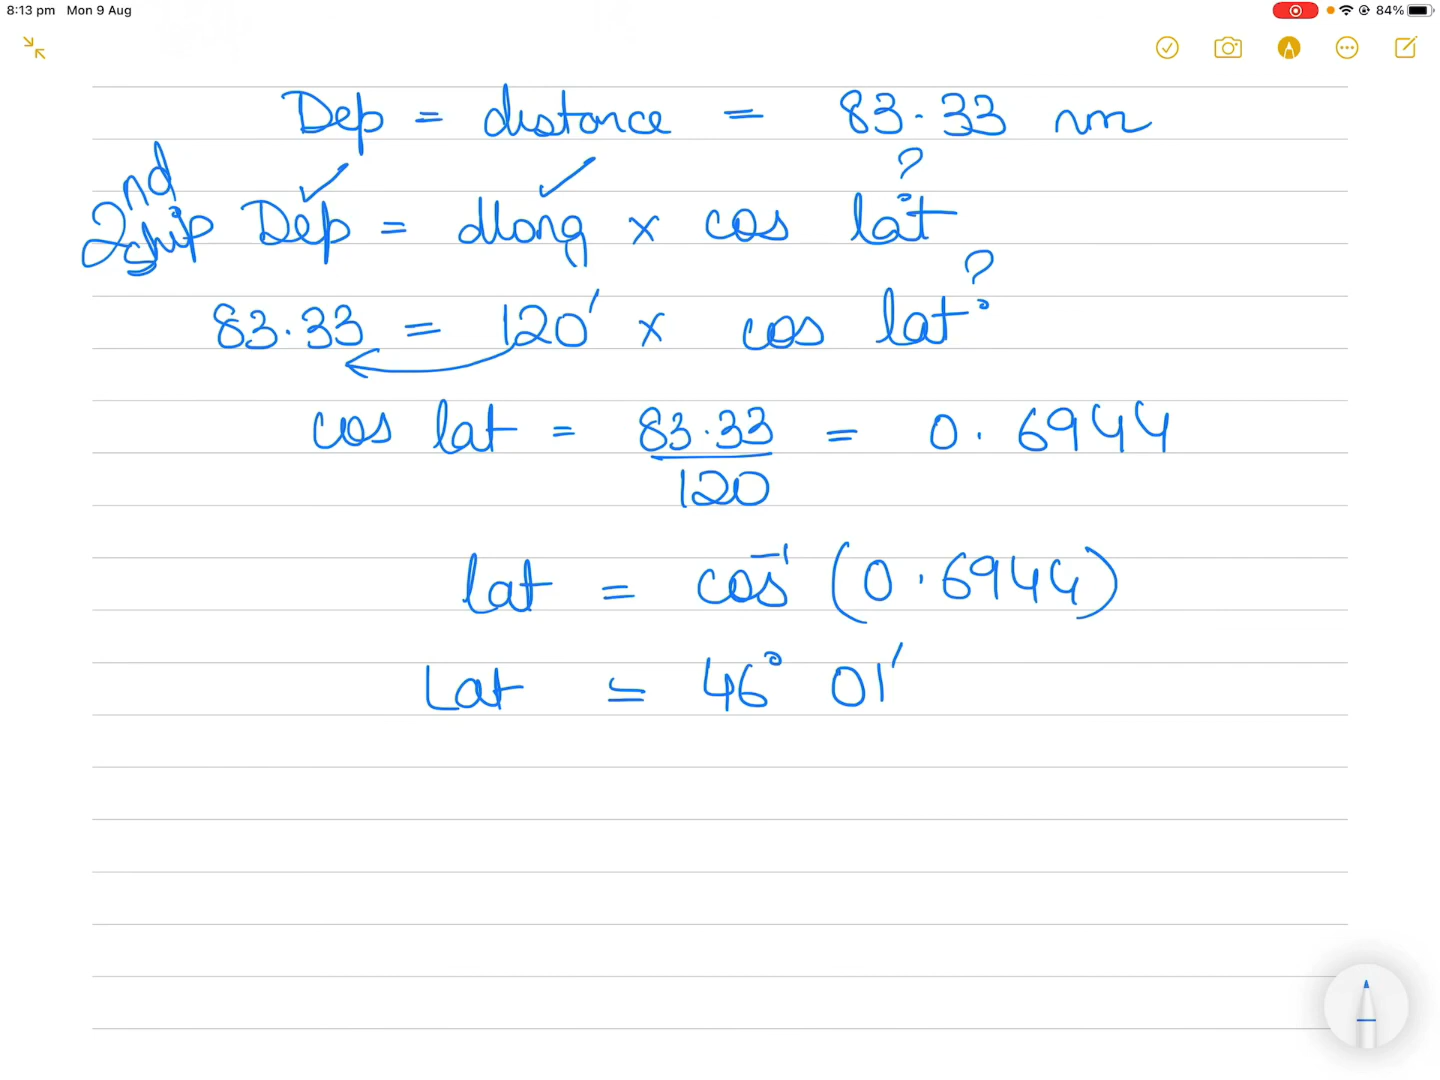 8:13 pm Mon 9 Aug
84%
Dep = distance = 83.33 nm
?
2nd ship Dep = dlong x cos lat
?
83.33 = 120' x cos lat°
cos lat = 83.33 = 0.6944
120
lat = cos⁻¹ (0.6944)
Lat = 46° 01'